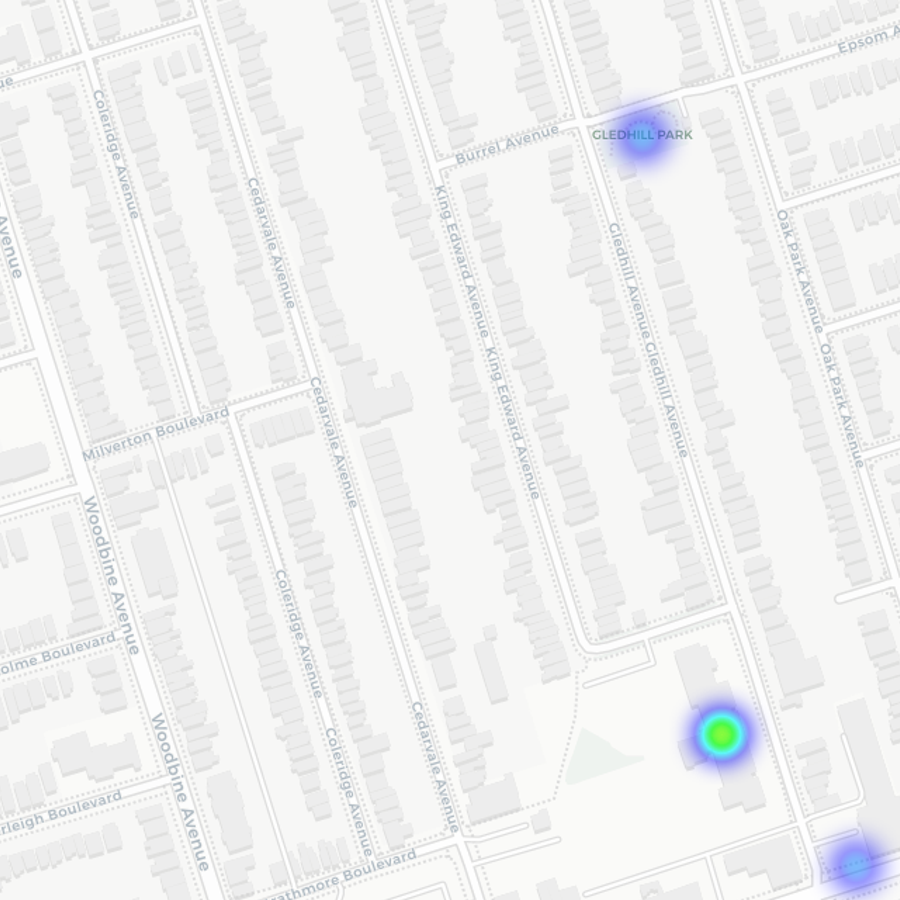 Epsom A
ue
Coleridge Avenue
Burrel Avenue
GLEDHILL PARK
Cedarvale Avenue
King Edward Avenue
Gledhill Avenue
Oak Park Avenue
Avenue
King Edward Avenue
Gledhill Avenue
Oak Park Avenue
Milverton Boulevard
Cedarvale Avenue
Woodbine Avenue
Coleridge Avenue
olme Boulevard
Cedarvale Avenue
Woodbine Avenue
Coleridge Avenue
rleigh Boulevard
athmore Boulevard